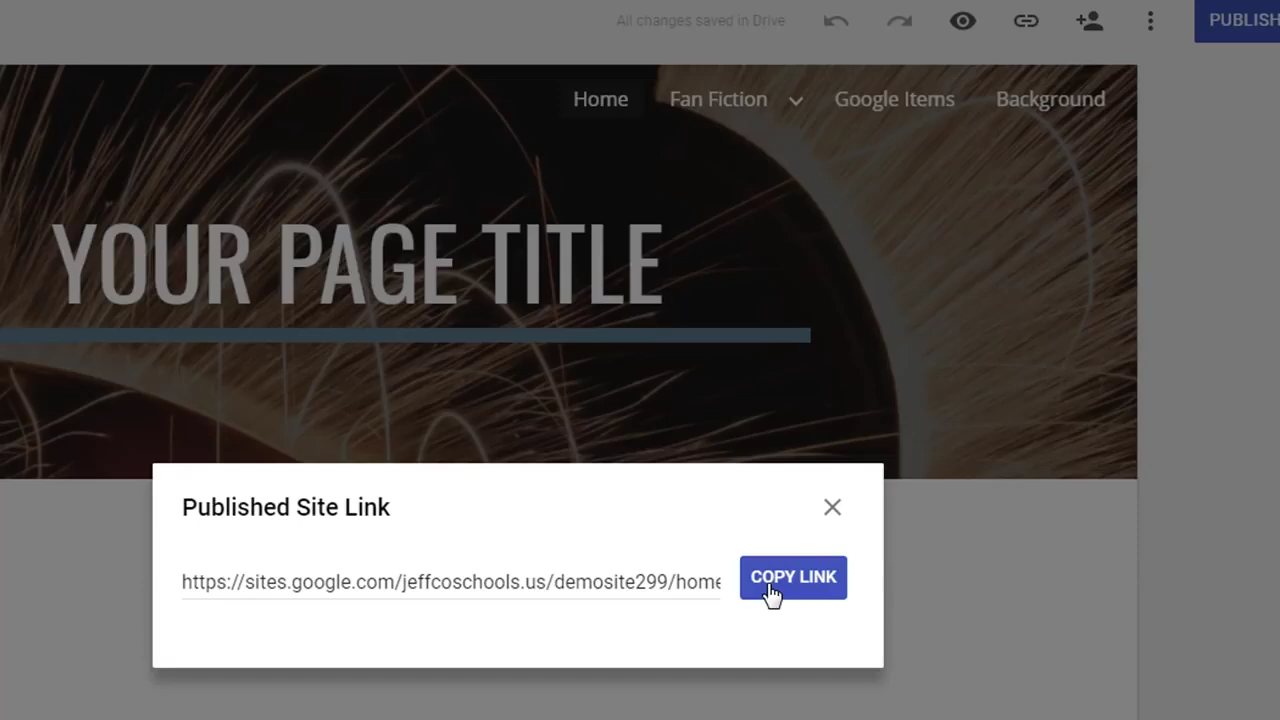 All changes saved in Drive
PUBLISH
Home Fan Fiction Google Items Background
YOUR PAGE TITLE
Published Site Link
https://sites.google.com/jeffcoschools.us/demosite299/home
COPY LINK